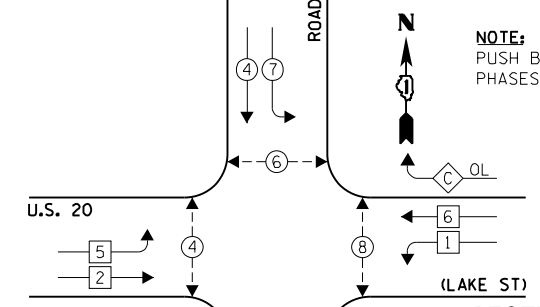 ROAD
N
NOTE:
PUSH B
PHASES
4
7
6
C
OL
U.S. 20
6
5
4
8
1
2
(LAKE ST)